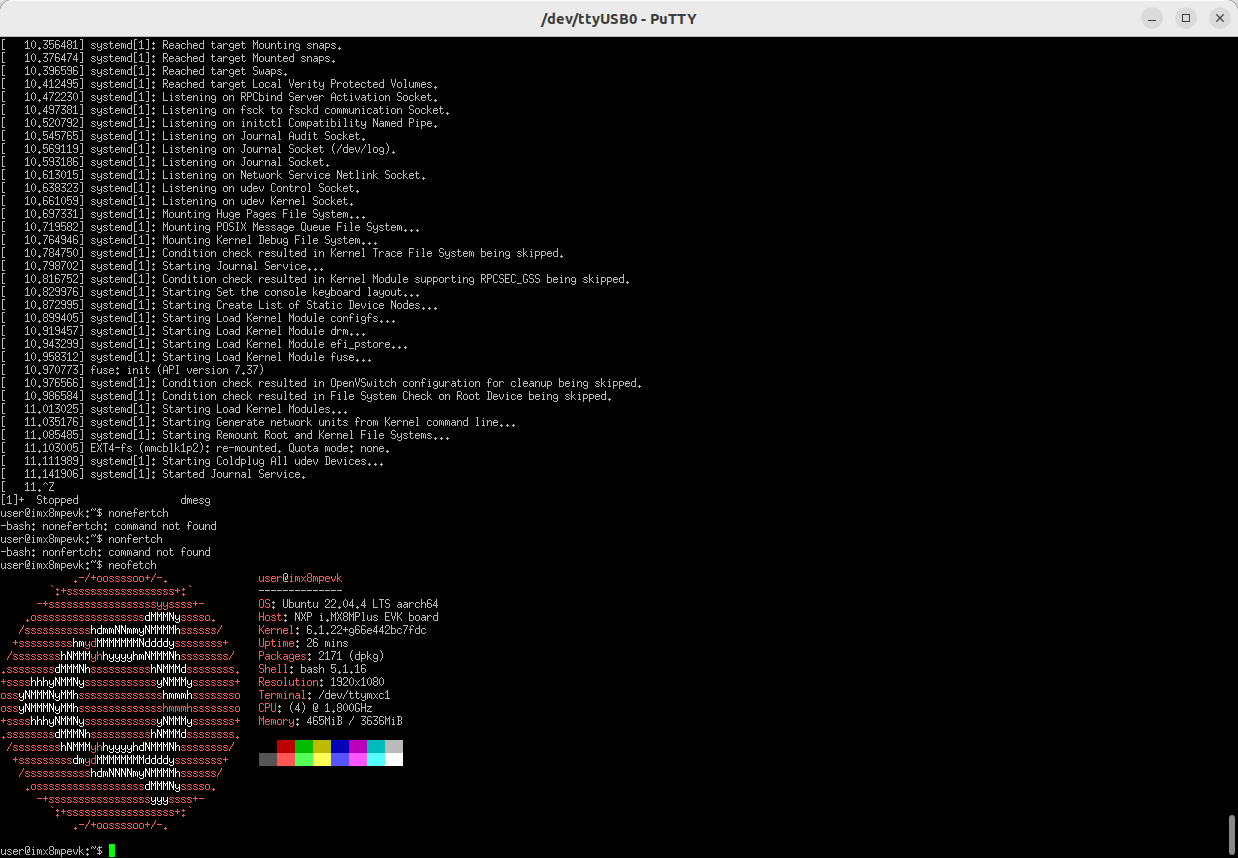 /dev/ttyUSB0 - PuTTY
[   10.356481] systemd[1]: Reached target Mounting snaps.
[   10.376474] systemd[1]: Reached target Mounted snaps.
[   10.396596] systemd[1]: Reached target Swaps.
[   10.412495] systemd[1]: Reached target Local Verity Protected Volumes.
[   10.472230] systemd[1]: Listening on RPCbind Server Activation Socket.
[   10.497381] systemd[1]: Listening on fsck to fsckd communication Socket.
[   10.520792] systemd[1]: Listening on initctl Compatibility Named Pipe.
[   10.545765] systemd[1]: Listening on Journal Audit Socket.
[   10.569119] systemd[1]: Listening on Journal Socket (/dev/log).
[   10.593186] systemd[1]: Listening on Journal Socket.
[   10.613015] systemd[1]: Listening on Network Service Netlink Socket.
[   10.638323] systemd[1]: Listening on udev Control Socket.
[   10.661059] systemd[1]: Listening on udev Kernel Socket.
[   10.697331] systemd[1]: Mounting Huge Pages File System...
[   10.719582] systemd[1]: Mounting POSIX Message Queue File System...
[   10.764946] systemd[1]: Mounting Kernel Debug File System...
[   10.784750] systemd[1]: Condition check resulted in Kernel Trace File System being skipped.
[   10.798702] systemd[1]: Starting Journal Service...
[   10.816752] systemd[1]: Condition check resulted in Kernel Module supporting RPCSEC_GSS being skipped.
[   10.829976] systemd[1]: Starting Set the console keyboard layout...
[   10.872995] systemd[1]: Starting Create List of Static Device Nodes...
[   10.899405] systemd[1]: Starting Load Kernel Module configfs...
[   10.919457] systemd[1]: Starting Load Kernel Module drm...
[   10.943299] systemd[1]: Starting Load Kernel Module efi_pstore...
[   10.958312] systemd[1]: Starting Load Kernel Module fuse...
[   10.970773] fuse: init (API version 7.37)
[   10.976566] systemd[1]: Condition check resulted in OpenVSwitch configuration for cleanup being skipped.
[   10.986584] systemd[1]: Condition check resulted in File System Check on Root Device being skipped.
[   11.013025] systemd[1]: Starting Load Kernel Modules...
[   11.035176] systemd[1]: Starting Generate network units from Kernel command line...
[   11.085485] systemd[1]: Starting Remount Root and Kernel File Systems...
[   11.103005] EXT4-fs (mmcblk1p2): re-mounted. Quota mode: none.
[   11.111989] systemd[1]: Starting Coldplug All udev Devices...
[   11.141906] systemd[1]: Started Journal Service.
[   11.^Z
[1]+  Stopped                 dmesg
user@imx8mpevk:~$ nonefertch
-bash: nonefertch: command not found
user@imx8mpevk:~$ nonfertch
-bash: nonfertch: command not found
user@imx8mpevk:~$ neofetch
            .-/+oossssoo+/-.               user@imx8mpevk
        `:+ssssssssssssssssss+:`           --------------
      -+ssssssssssssssssssyyssss+-         OS: Ubuntu 22.04.4 LTS aarch64
    .ossssssssssssssssssdMMMNysssso.       Host: NXP i.MX8MPlus EVK board
   /ssssssssssshdmmNNmmyNMMMMhssssss/      Kernel: 6.1.22+g66e442bc7fdc
  +ssssssssshmydMMMMMMMNddddyssssssss+     Uptime: 26 mins
 /sssssssshNMMMyhhyyyyhmNMMMNhssssssss/    Packages: 2171 (dpkg)
.ssssssssdMMMNhsssssssssshNMMMdssssssss.   Shell: bash 5.1.16
+sssshhhyNMMNyssssssssssssyNMMMysssssss+   Resolution: 1920x1080
ossyNMMMNyMMhsssssssssssssshmmmhssssssso   Terminal: /dev/ttymxc1
ossyNMMMNyMMhsssssssssssssshmmmhssssssso   CPU: (4) @ 1.800GHz
+sssshhhyNMMNyssssssssssssyNMMMysssssss+   Memory: 465MiB / 3636MiB
.ssssssssdMMMNhsssssssssshNMMMdssssssss.
 /sssssssshNMMMyhhyyyyhdNMMMNhssssssss/
  +sssssssssdmydMMMMMMMMddddyssssssss+
   /ssssssssssshdmNNNNmyNMMMMhssssss/
    .ossssssssssssssssssdMMMNysssso.
      -+sssssssssssssssssyyyssss+-
        `:+ssssssssssssssssss+:`
            .-/+oossssoo+/-.
user@imx8mpevk:~$